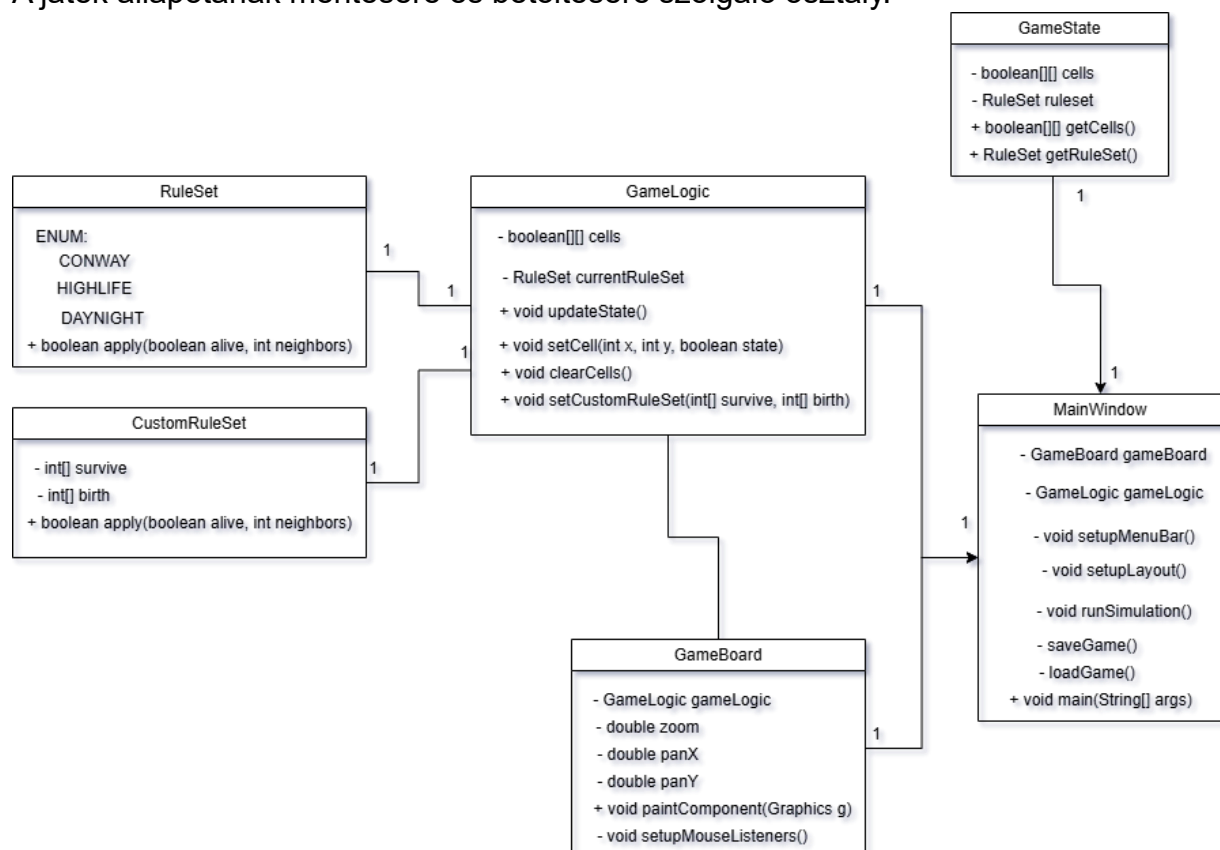 A játék állapotának mentésére és betöltésére szolgáló osztály.
GameState
- boolean[][] cells
- RuleSet ruleset
+ boolean[][] getCells()
+ RuleSet getRuleSet()
1
RuleSet
ENUM:
CONWAY
HIGHLIFE
DAYNIGHT
+ boolean apply(boolean alive, int neighbors)
1
1
GameLogic
- boolean[][] cells
- RuleSet currentRuleSet
+ void updateState()
+ void setCell(int x, int y, boolean state)
+ void clearCells()
+ void setCustomRuleSet(int[] survive, int[] birth)
1
1
CustomRuleSet
- int[] survive
- int[] birth
+ boolean apply(boolean alive, int neighbors)
1
1
MainWindow
- GameBoard gameBoard
- GameLogic gameLogic
- void setupMenuBar()
- void setupLayout()
- void runSimulation()
- saveGame()
- loadGame()
+ void main(String[] args)
1
GameBoard
- GameLogic gameLogic
- double zoom
- double panX
- double panY
+ void paintComponent(Graphics g)
- void setupMouseListeners()
1